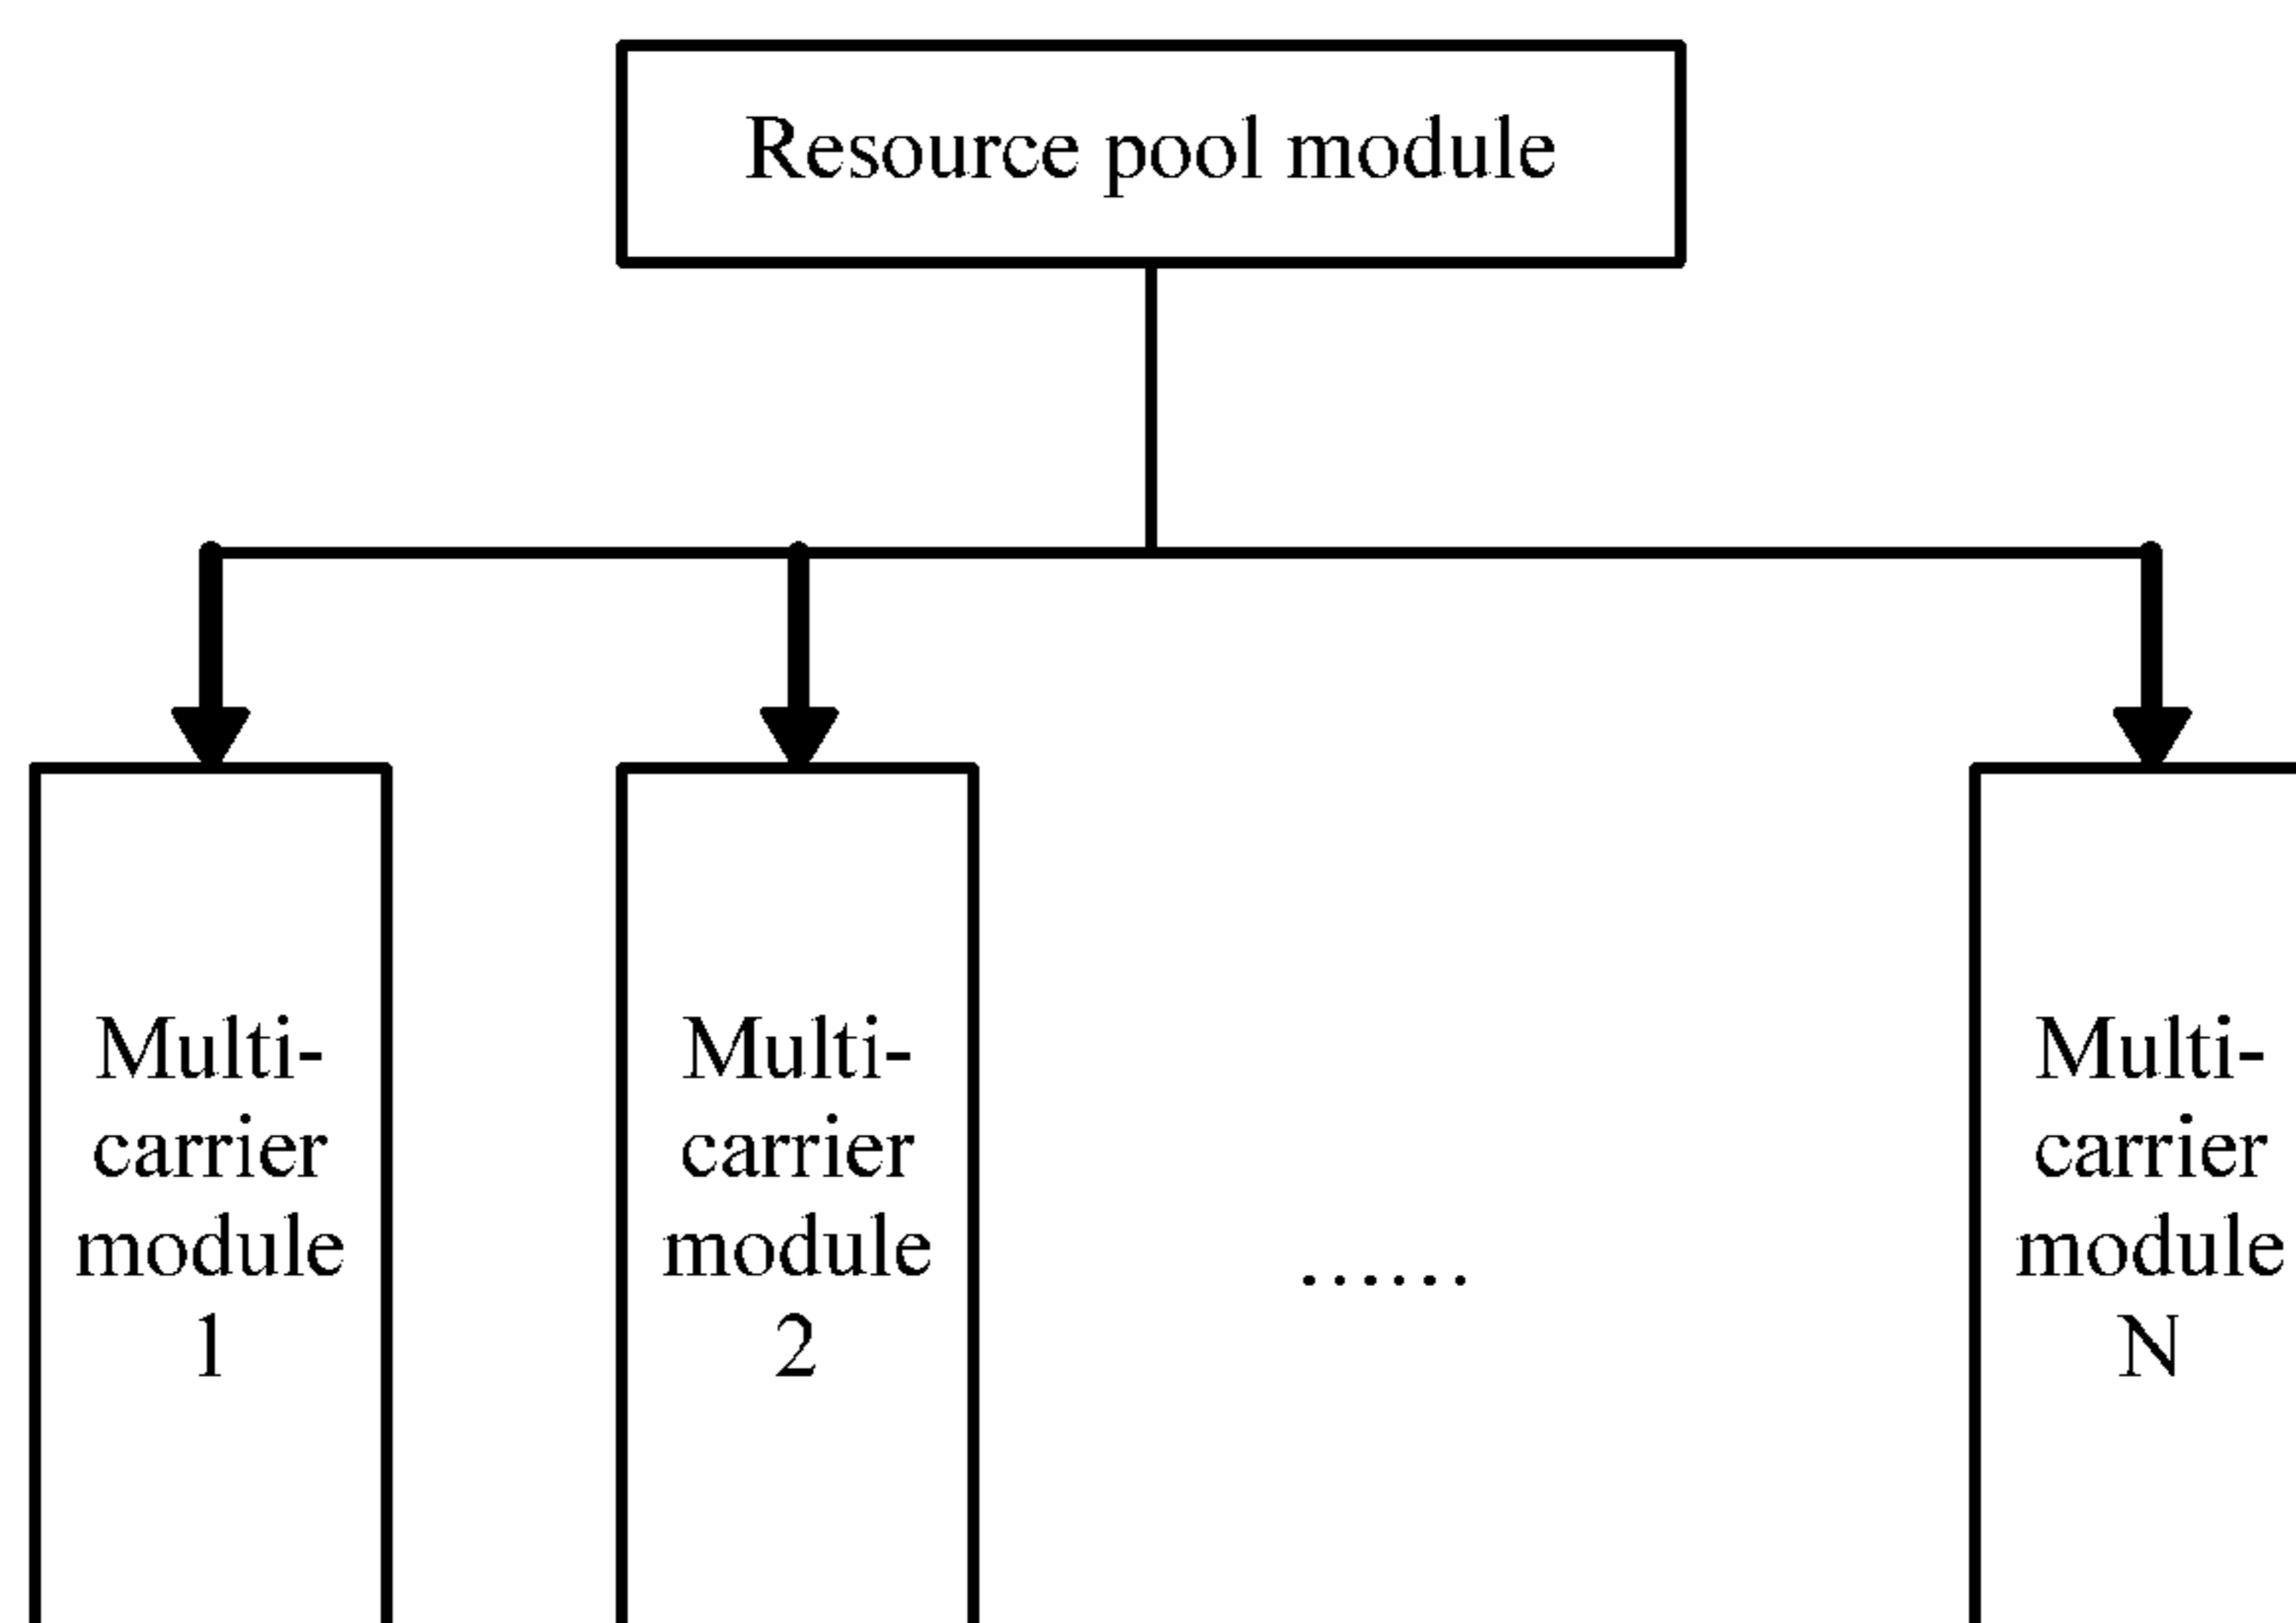 Resource pool module
Multi-
carrier
module
1
Multi-
carrier
module
2
......
Multi-
carrier
module
N